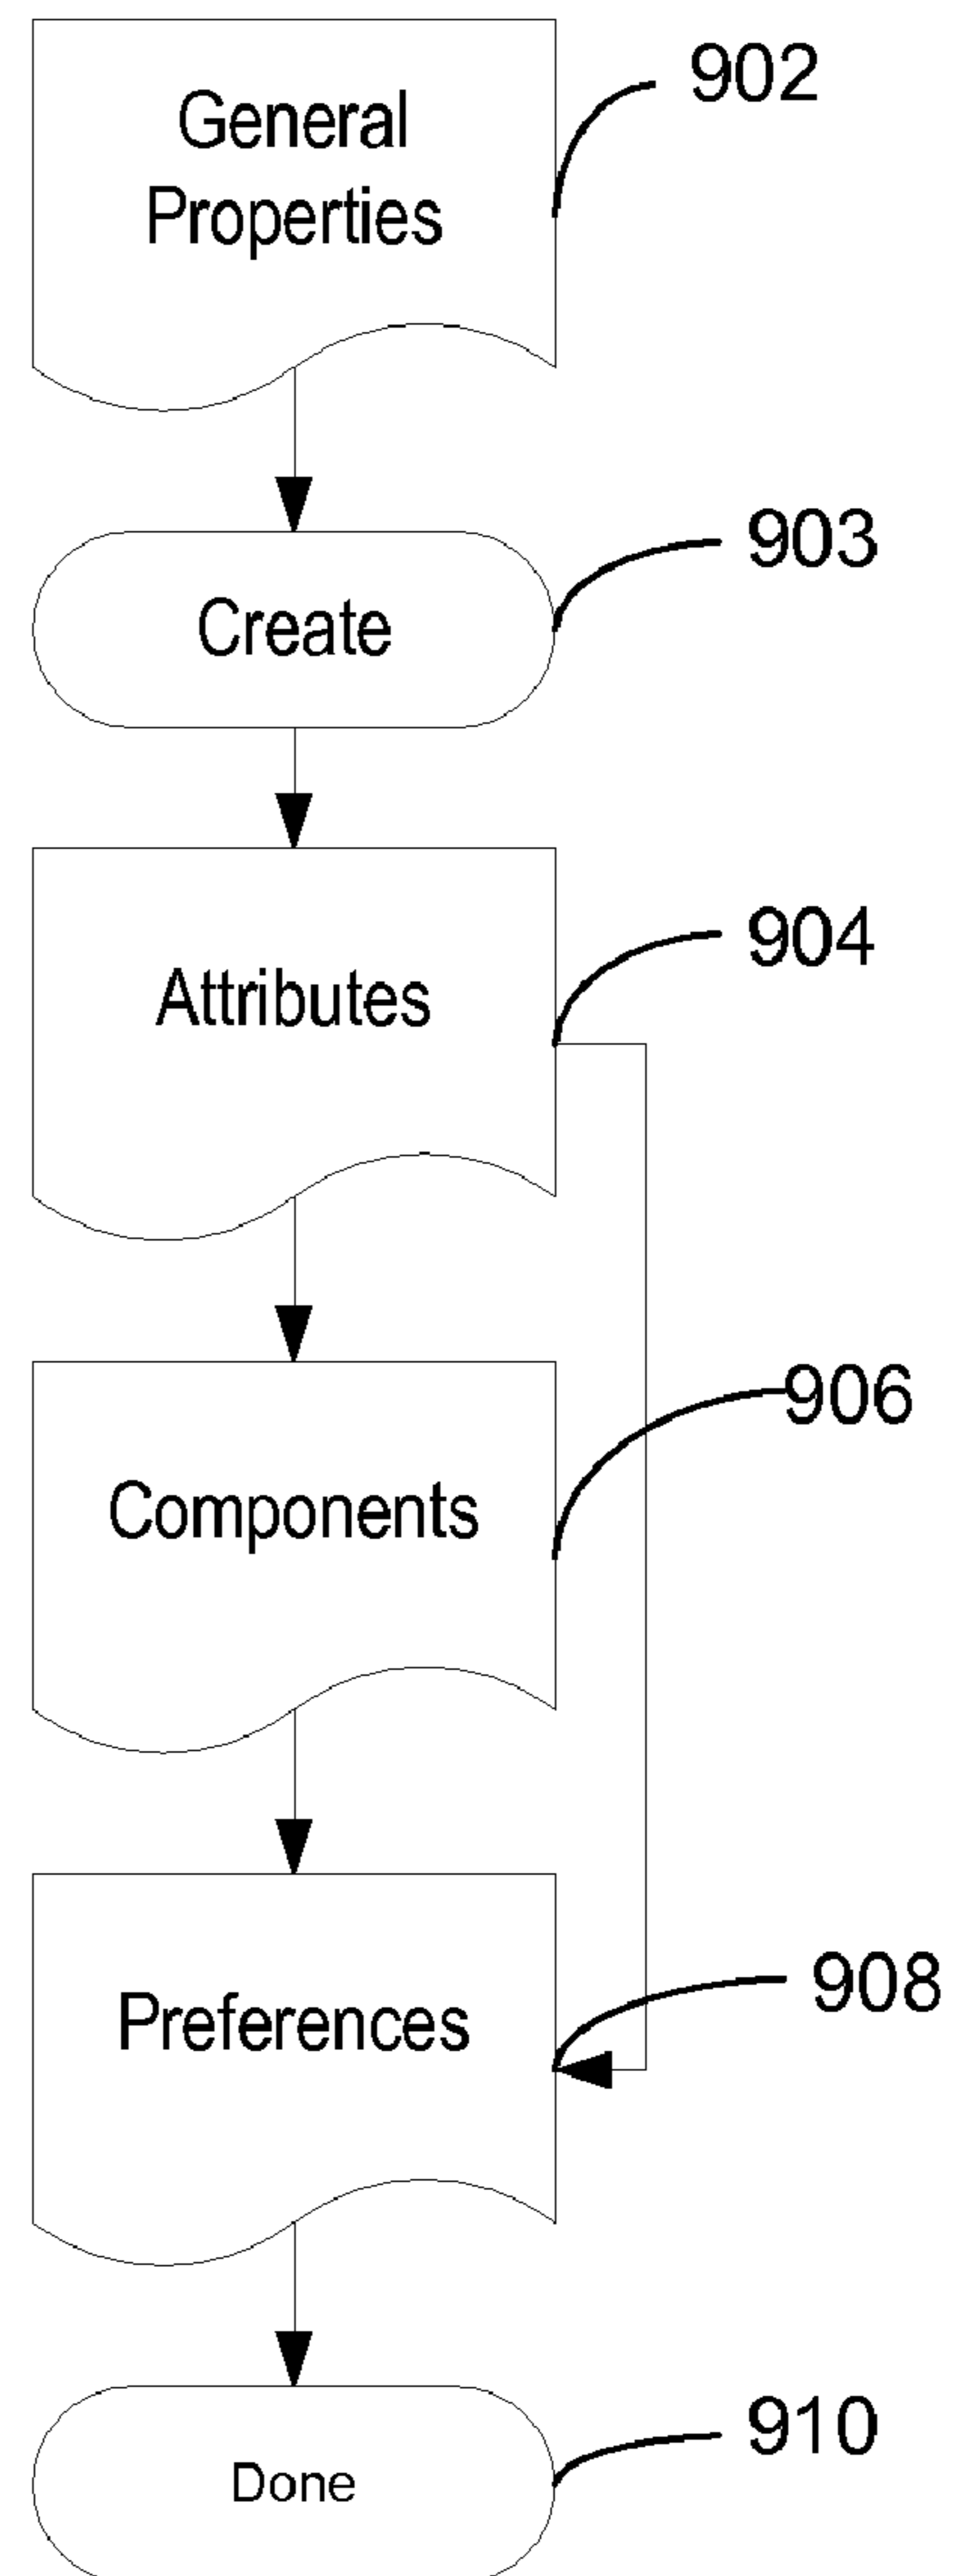 General
Properties
902
Create
903
Attributes
904
Components
906
Preferences
908
Done
910